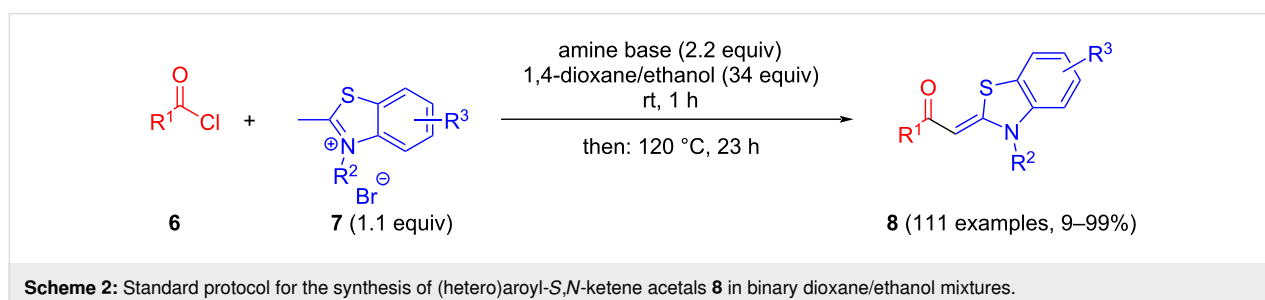 amine base (2.2 equiv)
1,4-dioxane/ethanol (34 equiv)
rt, 1 h
then: 120 °C, 23 h
O
R¹
Cl
+
S
N
⊕
R²
Br
⊖
R³
O
R¹
S
N
R²
R³
6
7 (1.1 equiv)
8 (111 examples, 9–99%)
Scheme 2: Standard protocol for the synthesis of (hetero)aroyl-S,N-ketene acetals 8 in binary dioxane/ethanol mixtures.